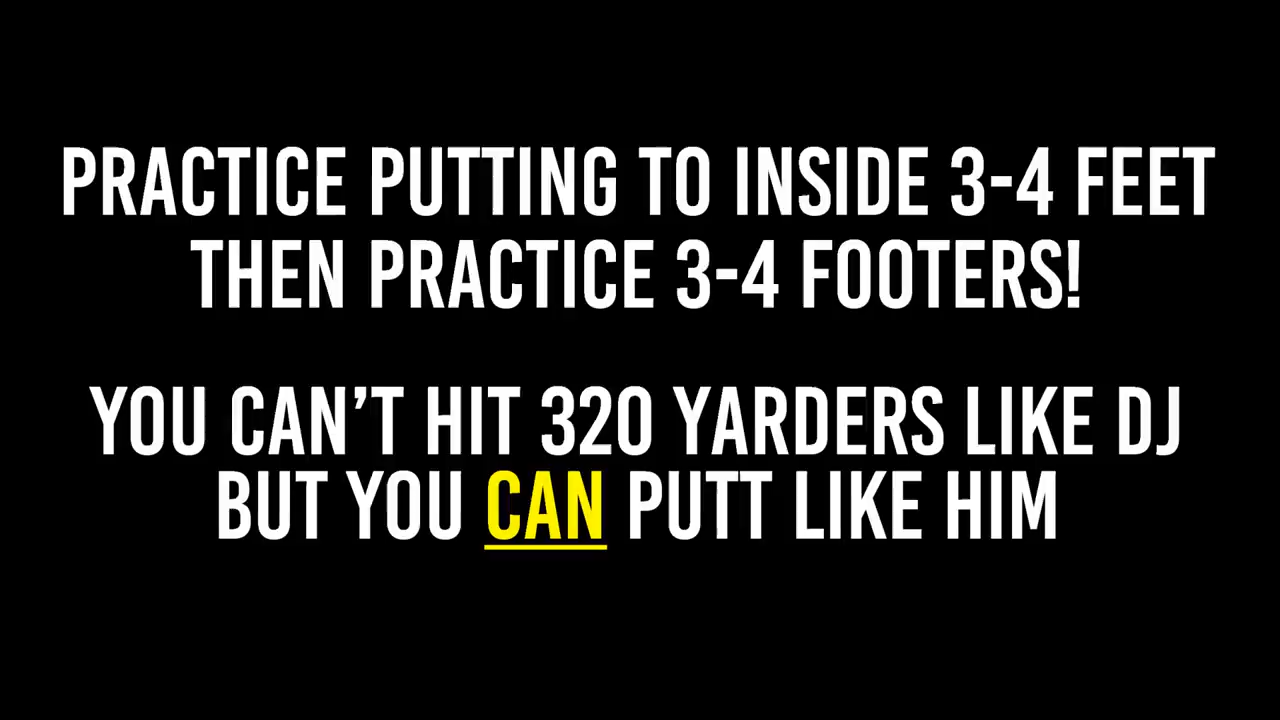 PRACTICE PUTTING TO INSIDE 3-4 FEET
THEN PRACTICE 3-4 FOOTERS!
YOU CAN’T HIT 320 YARDERS LIKE DJ
BUT YOU CAN PUTT LIKE HIM